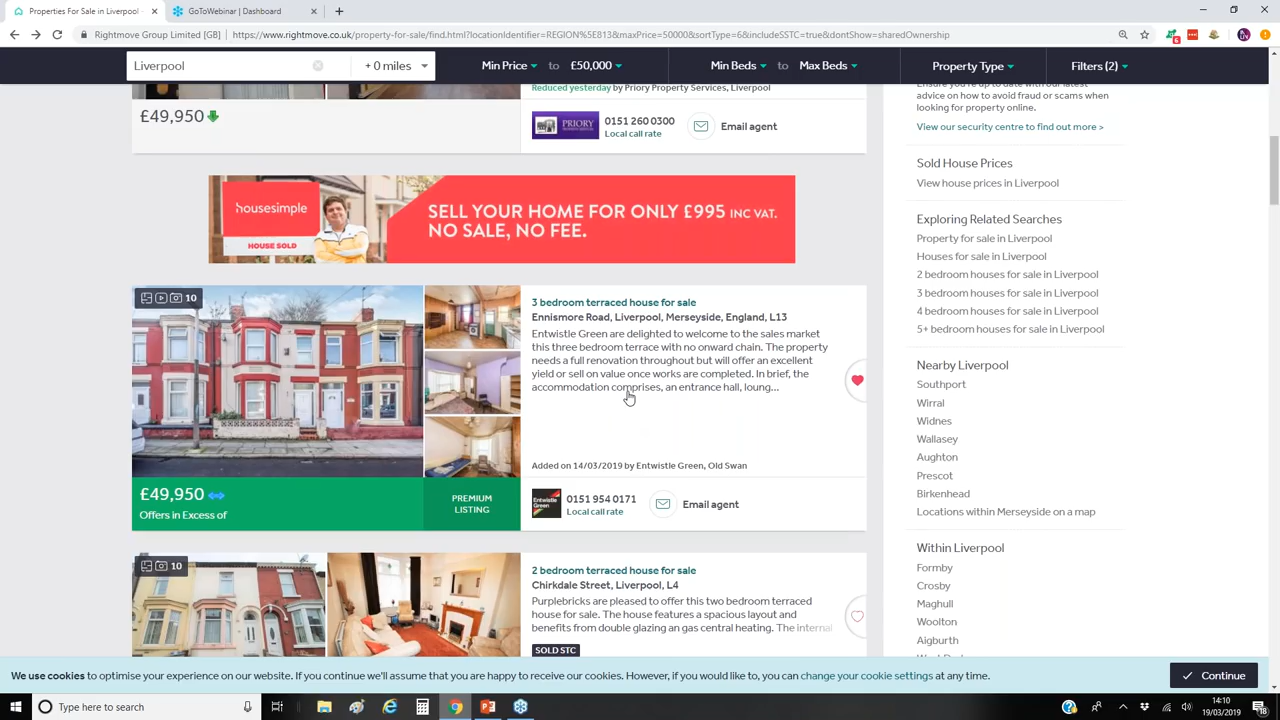 Properties For Sale in Liverpool
GoToWebinar | Dashboard
Rightmove Group Limited [GB] | https://www.rightmove.co.uk/property-for-sale/find.html?locationIdentifier=REGION%5E813&maxPrice=50000&sortType=6&includeSSTC=true&dontShow=sharedOwnership
Liverpool
+ 0 miles
Min Price to £50,000
Min Beds to Max Beds
Property Type
Filters (2)
Reduced yesterday by Priory Property Services, Liverpool
£49,950
PRIORY
0151 260 0300
Local call rate
Email agent
housesimple
HOUSE SOLD
SELL YOUR HOME FOR ONLY £995 INC VAT.
NO SALE, NO FEE.
10
3 bedroom terraced house for sale
Ennismore Road, Liverpool, Merseyside, England, L13
Entwistle Green are delighted to welcome to the sales market
this three bedroom terrace with no onward chain. The property
needs a full renovation throughout but will offer an excellent
yield or sell on value once works are completed. In brief, the
accommodation comprises, an entrance hall, loung...
Added on 14/03/2019 by Entwistle Green, Old Swan
£49,950
Offers in Excess of
PREMIUM
LISTING
Entwistle
Green
0151 954 0171
Local call rate
Email agent
10
2 bedroom terraced house for sale
Chirkdale Street, Liverpool, L4
Purplebricks are pleased to offer this two bedroom terraced
house for sale. The house features a spacious layout and
benefits from double glazing an gas central heating. The internal
SOLD STC
Ensure you're up to date with our latest
advice on how to avoid fraud or scams when
looking for property online.
View our security centre to find out more >
Sold House Prices
View house prices in Liverpool
Exploring Related Searches
Property for sale in Liverpool
Houses for sale in Liverpool
2 bedroom houses for sale in Liverpool
3 bedroom houses for sale in Liverpool
4 bedroom houses for sale in Liverpool
5+ bedroom houses for sale in Liverpool
Nearby Liverpool
Southport
Wirral
Widnes
Wallasey
Aughton
Prescot
Birkenhead
Locations within Merseyside on a map
Within Liverpool
Formby
Crosby
Maghull
Woolton
Aigburth
We use cookies to optimise your experience on our website. If you continue we'll assume that you are happy to receive our cookies. However, if you would like to, you can change your cookie settings at any time.
Continue
Type here to search
14:10
19/03/2019
18